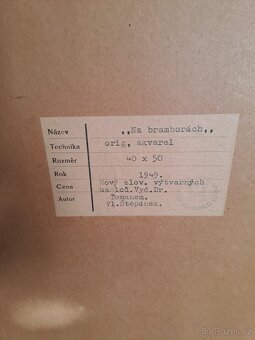 Název „Na bramborách„
Technika orig, akvarel
Rozměr 40 x 50
Rok 1949.
Cena Nový slov. výtvarných
umělců.Vyd.Dr.
Autor Tomanem.
Vl.Štěpánek.